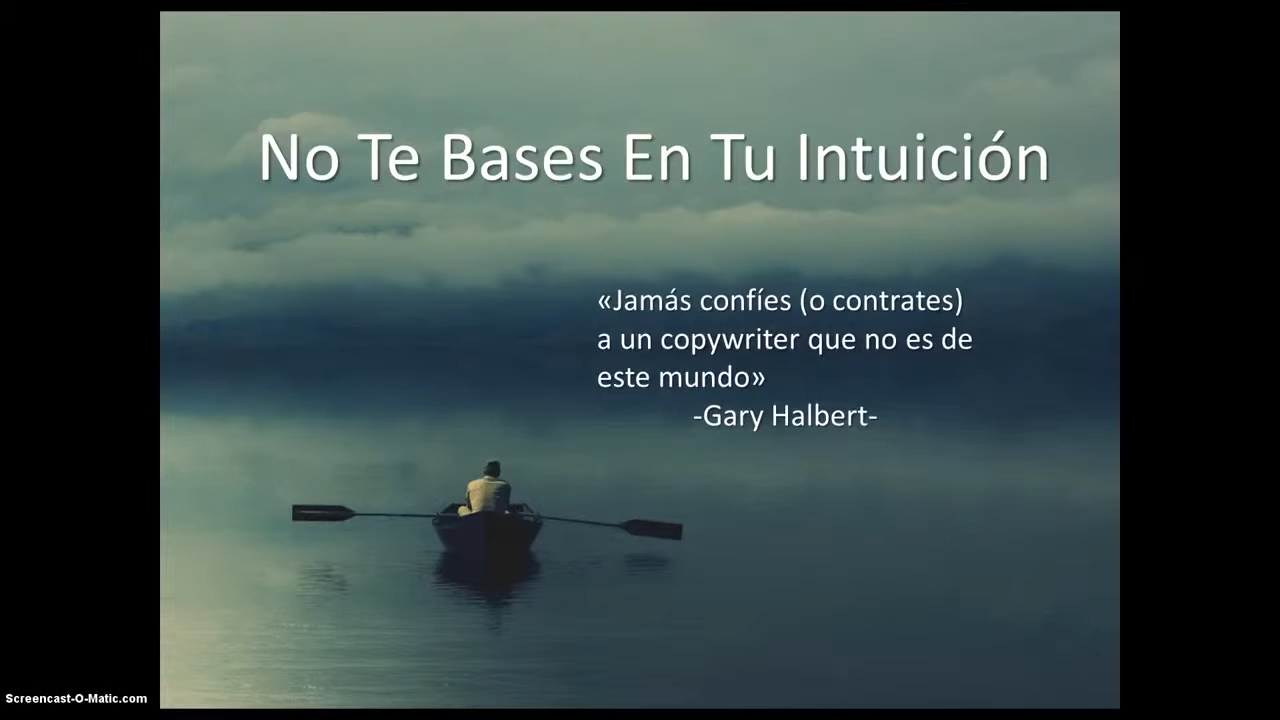 No Te Bases En Tu Intuición
«Jamás confíes (o contrates)
a un copywriter que no es de
este mundo»
-Gary Halbert-
Screencast-O-Matic.com